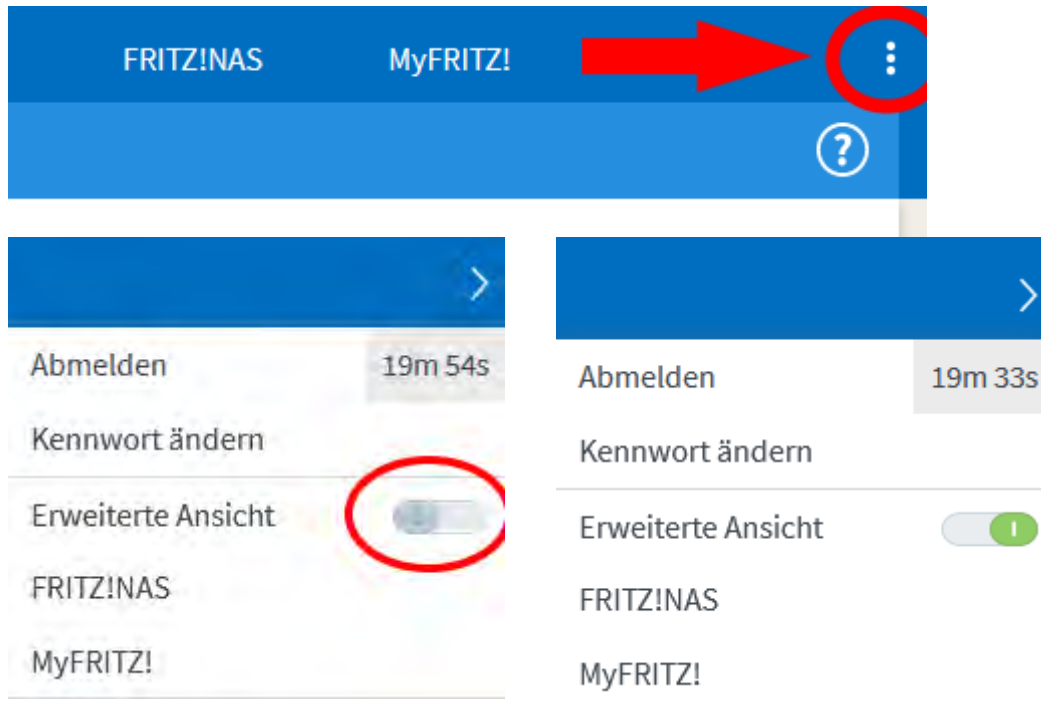 FRITZ!NAS MyFRITZ!
?
Abmelden 19m 54s
Kennwort ändern
Erweiterte Ansicht
FRITZ!NAS
MyFRITZ!
Abmelden 19m 33s
Kennwort ändern
Erweiterte Ansicht
FRITZ!NAS
MyFRITZ!